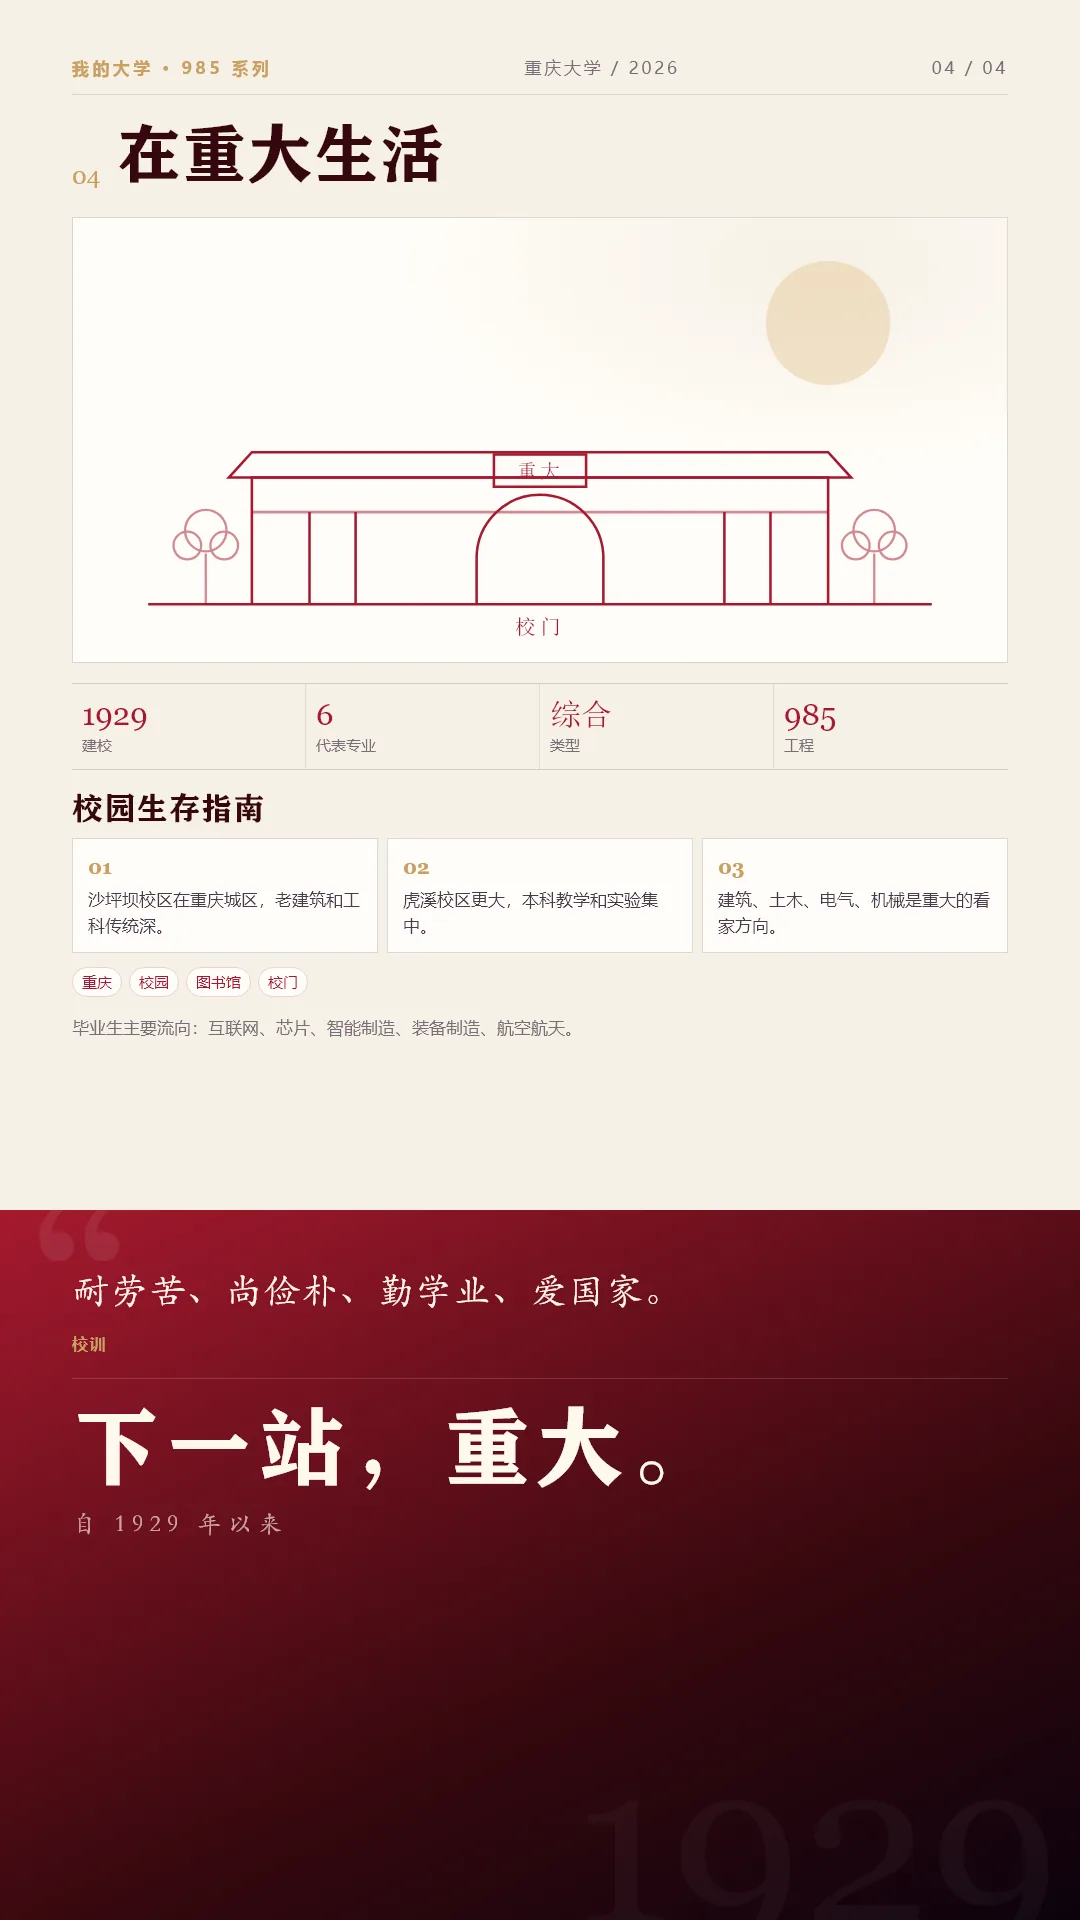 我的大学 · 985 系列
重庆大学 / 2026
04 / 04
04 在重大生活
重大
校门
1929
建校
6
代表专业
综合
类型
985
工程
校园生存指南
01
沙坪坝校区在重庆城区，老建筑和工
科传统深。
02
虎溪校区更大，本科教学和实验集
中。
03
建筑、土木、电气、机械是重大的看
家方向。
重庆
校园
图书馆
校门
毕业生主要流向：互联网、芯片、智能制造、装备制造、航空航天。
“
耐劳苦、尚俭朴、勤学业、爱国家。
校训
下一站，重大。
自 1929 年以来
1929